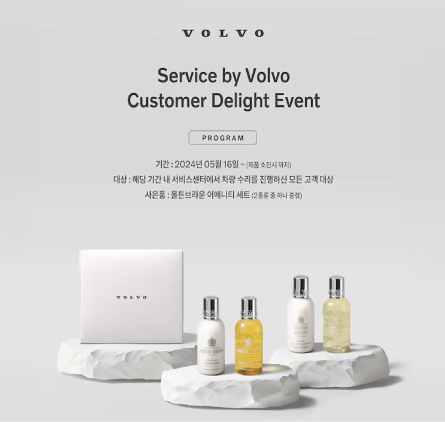 VOLVO
Service by Volvo
Customer Delight Event
PROGRAM
기간 : 2024년 05월 16일 ~ (제품 소진시 까지)
대상 : 해당 기간 내 서비스센터에서 차량 수리를 진행하신 모든 고객 대상
사은품 : 몰튼브라운 어메니티 세트 (2종류 중 하나 증정)
VOLVO